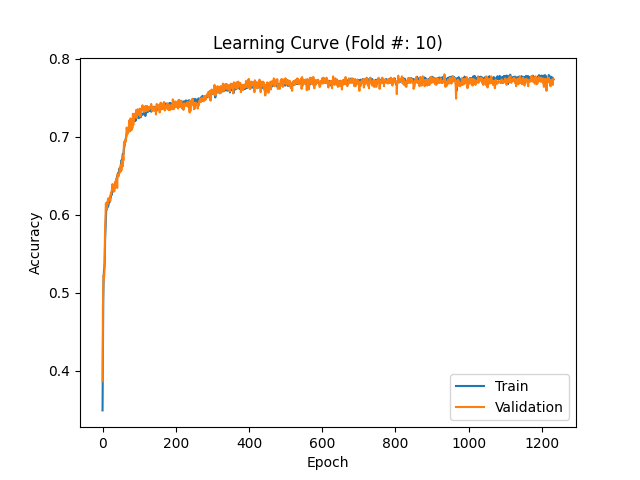 Learning Curve (Fold #: 10)
0.8
0.7
0.6
0.5
0.4
Accuracy
Train
Validation
0 200 400 600 800 1000 1200
Epoch